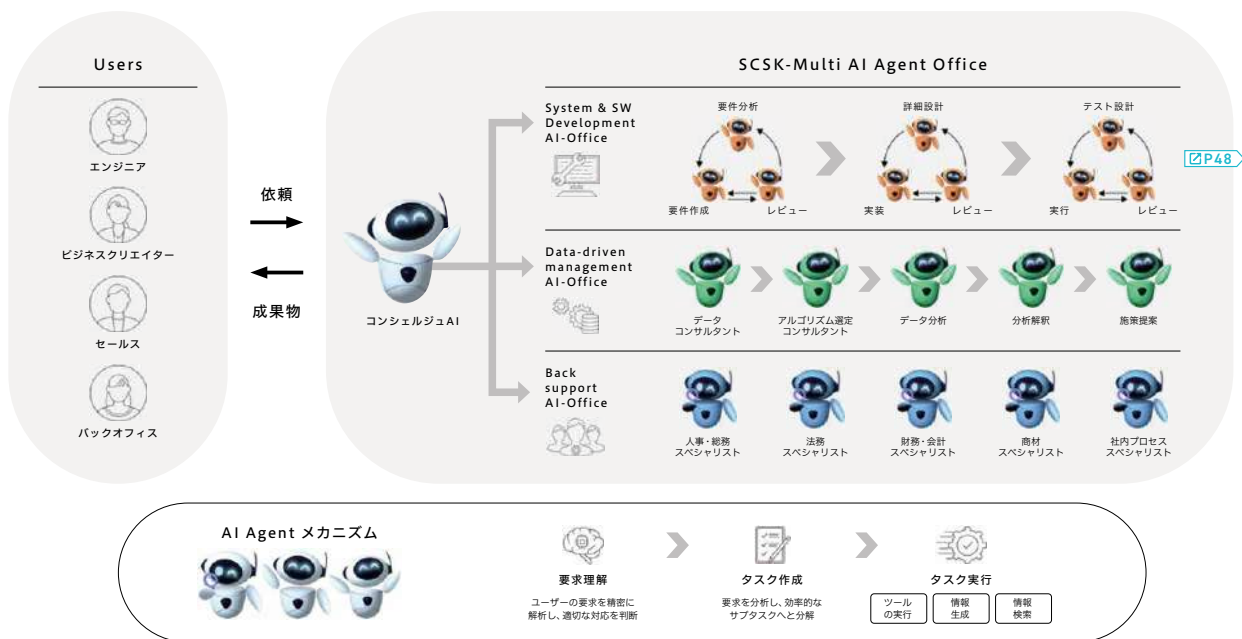 Users
エンジニア
ビジネスクリエイター
セールス
バックオフィス
依頼
成果物
SCSK-Multi AI Agent Office
コンシェルジュAI
System & SW
Development
AI-Office
要件分析
要件作成
レビュー
詳細設計
実装
レビュー
テスト設計
実行
レビュー
P48
Data-driven
management
AI-Office
データ
コンサルタント
アルゴリズム選定
コンサルタント
データ分析
分析解釈
施策提案
Back
support
AI-Office
人事・総務
スペシャリスト
法務
スペシャリスト
財務・会計
スペシャリスト
商材
スペシャリスト
社内プロセス
スペシャリスト
AI Agent メカニズム
要求理解
ユーザーの要求を精密に
解析し、適切な対応を判断
タスク作成
要求を分析し、効率的な
サブタスクへと分解
タスク実行
ツール
の実行
情報
生成
情報
検索